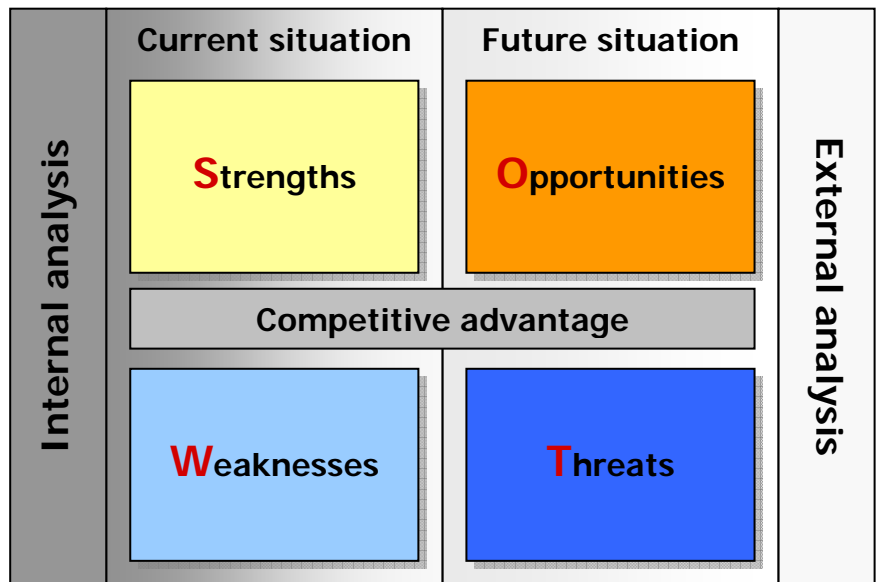 Current situation
Future situation
Internal analysis
Strengths
Opportunities
External analysis
Competitive advantage
Weaknesses
Threats